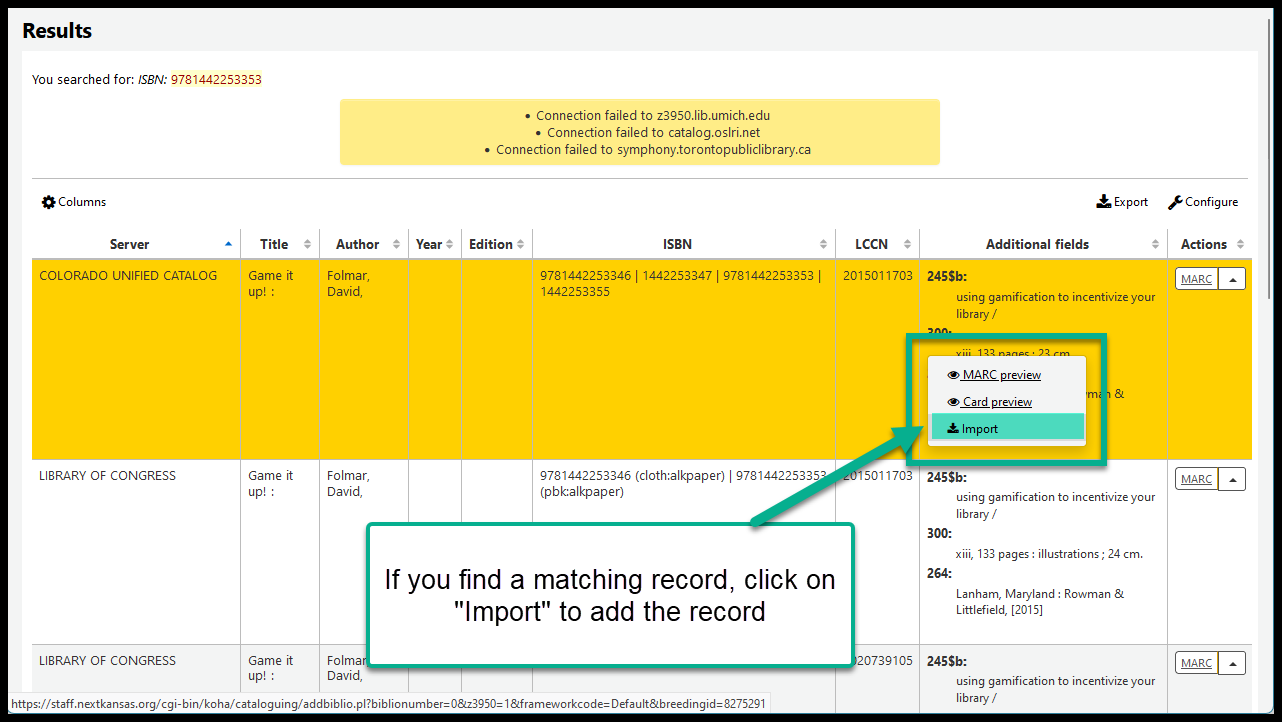 Results
You searched for: ISBN: 9781442253353
• Connection failed to z3950.lib.umich.edu
• Connection failed to catalog.oslri.net
• Connection failed to symphony.torontopubliclibrary.ca
Columns
Export
Configure
Server Title Author Year Edition ISBN LCCN Additional fields Actions
COLORADO UNIFIED CATALOG
Game it
up! :
Folmar,
David,
9781442253346 | 1442253347 | 9781442253353 |
1442253355
2015011703
245$b:
using gamification to incentivize your
library /
300:
xiii, 133 pages ; 23 cm
MARC
MARC preview
Card preview
Import
LIBRARY OF CONGRESS
Game it
up! :
Folmar,
David,
9781442253346 (cloth:alkpaper) | 9781442253353
(pbk:alkpaper)
2015011703
245$b:
using gamification to incentivize your
library /
300:
xiii, 133 pages : illustrations ; 24 cm.
264:
Lanham, Maryland : Rowman &
Littlefield, [2015]
MARC
If you find a matching record, click on
"Import" to add the record
LIBRARY OF CONGRESS
Game it
up! :
Folmar,
David,
020739105
245$b:
using gamification to incentivize your
library /
MARC
https://staff.nextkansas.org/cgi-bin/koha/cataloguing/addbiblio.pl?biblionumber=0&z3950=1&frameworkcode=Default&breedingid=8275291